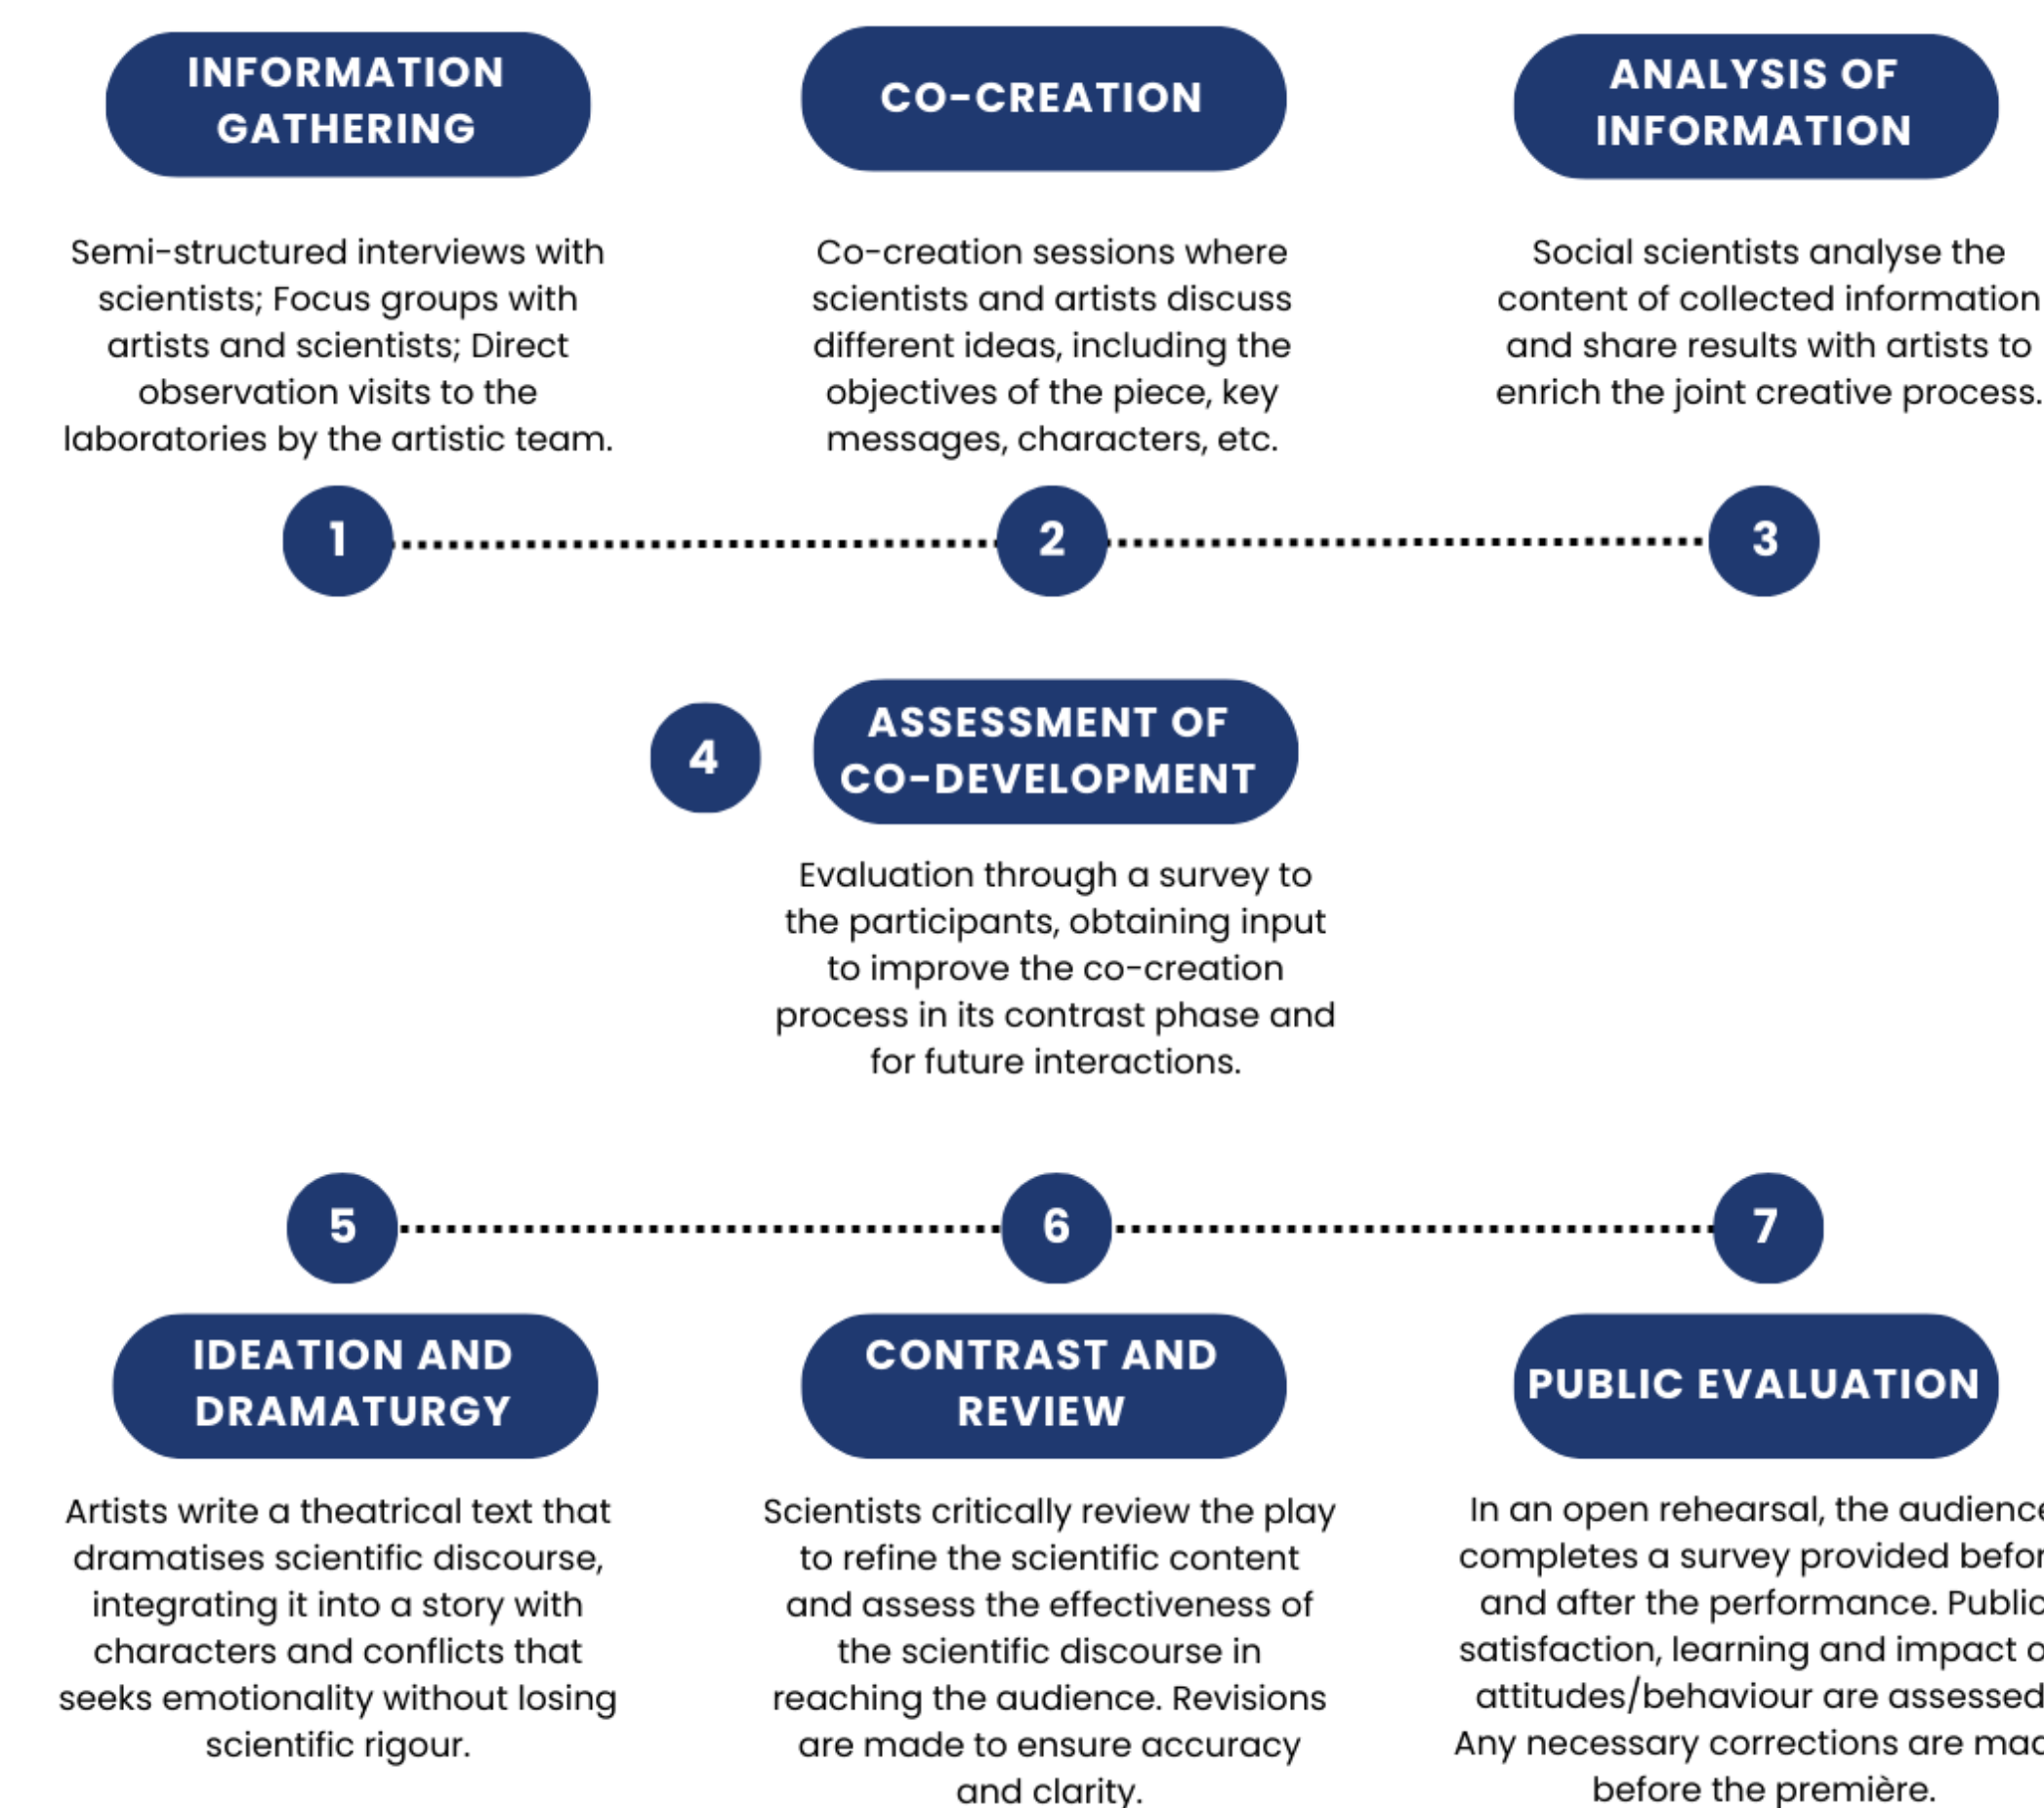 INFORMATION
GATHERING
Semi-structured interviews with
scientists; Focus groups with
artists and scientists; Direct
observation visits to the
laboratories by the artistic team.
1
CO-CREATION
Co-creation sessions where
scientists and artists discuss
different ideas, including the
objectives of the piece, key
messages, characters, etc.
2
ANALYSIS OF
INFORMATION
Social scientists analyse the
content of collected information
and share results with artists to
enrich the joint creative process.
3
4
ASSESSMENT OF
CO-DEVELOPMENT
Evaluation through a survey to
the participants, obtaining input
to improve the co-creation
process in its contrast phase and
for future interactions.
5
IDEATION AND
DRAMATURGY
Artists write a theatrical text that
dramatises scientific discourse,
integrating it into a story with
characters and conflicts that
seeks emotionality without losing
scientific rigour.
6
CONTRAST AND
REVIEW
Scientists critically review the play
to refine the scientific content
and assess the effectiveness of
the scientific discourse in
reaching the audience. Revisions
are made to ensure accuracy
and clarity.
7
PUBLIC EVALUATION
In an open rehearsal, the audience
completes a survey provided
and after the performance. Public
satisfaction, learning and impact
attitudes/behaviour are assessed
Any necessary corrections are
before the première.